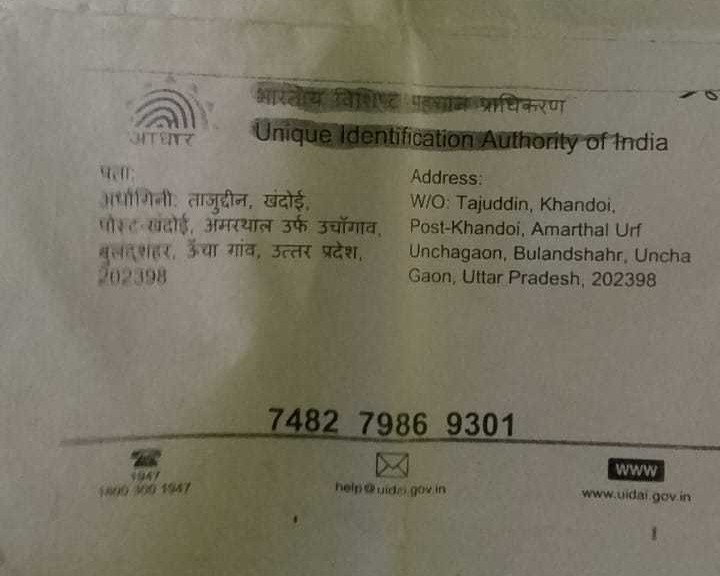 भारतीय विशिष्ट पहचान प्राधिकरण
आधार
Unique Identification Authority of India
पता:
अर्धांगिनी: ताजुद्दीन, खंदोई,
पोस्ट-खंदोई, अमरथाल उर्फ उचाँगाव,
बुलंदशहर, ऊँचा गांव, उत्तर प्रदेश,
202398
Address:
W/O: Tajuddin, Khandoi,
Post-Khandoi, Amarthal Urf
Unchagaon, Bulandshahr, Uncha
Gaon, Uttar Pradesh, 202398
7482 7986 9301
1947
1800 300 1947
help@uidai.gov.in
www
www.uidai.gov.in